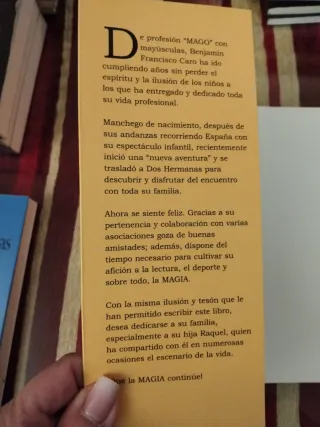 De profesión "MAGO" con
mayúsculas, Benjamín
Francisco Caro ha ido
cumpliendo años sin perder el
espíritu y la ilusión de los niños a
los que ha entregado y dedicado toda
su vida profesional.
Manchego de nacimiento, después de
sus andanzas recorriendo España con
su espectáculo infantil, recientemente
inició una "nueva aventura" y se
trasladó a Dos Hermanas para
descubrir y disfrutar del encuentro
con toda su familia.
Ahora se siente feliz. Gracias a su
pertenencia y colaboración con varias
asociaciones goza de buenas
amistades; además, dispone del
tiempo necesario para cultivar su
afición a la lectura, el deporte y
sobre todo, la MAGIA.
Con la misma ilusión y tesón que le
han permitido escribir este libro,
desea dedicarse a su familia,
especialmente a su hija Raquel, quien
ha compartido con él en numerosas
ocasiones el escenario de la vida.
la MAGIA continúe!